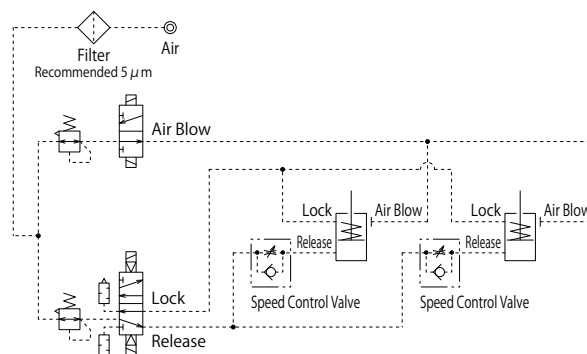 Filter
Recommended 5 μ m
Air
Air Blow
Lock
Air Blow
Lock
Air Blow
Release
Release
Lock
Speed Control Valve
Speed Control Valve
Release